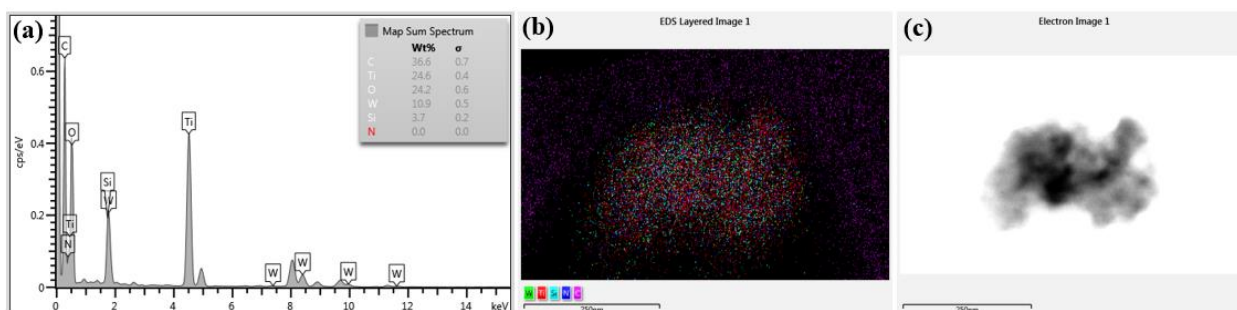 (a)
Map Sum Spectrum
Wt% σ
C 36.6 0.7
Ti 24.6 0.4
O 24.2 0.6
W 10.9 0.5
Si 3.7 0.2
N 0.0 0.0
C
O
Ti
N
Si
W
Ti
W
W
W
W
cps/eV
0.6
0.4
0.2
0
0 2 4 6 8 10 12 14 keV
(b)
EDS Layered Image 1
W Ti Si N C
250nm
(c)
Electron Image 1
250nm